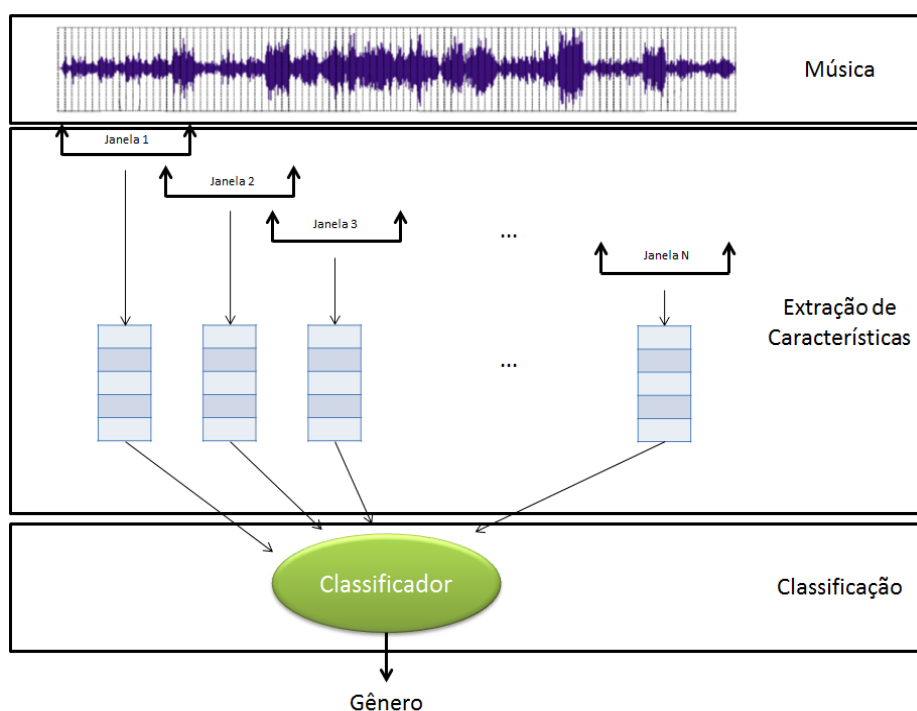 Música
Janela 1
Janela 2
Janela 3
...
Janela N
Extração de
Características
...
Classificador
Classificação
Gênero